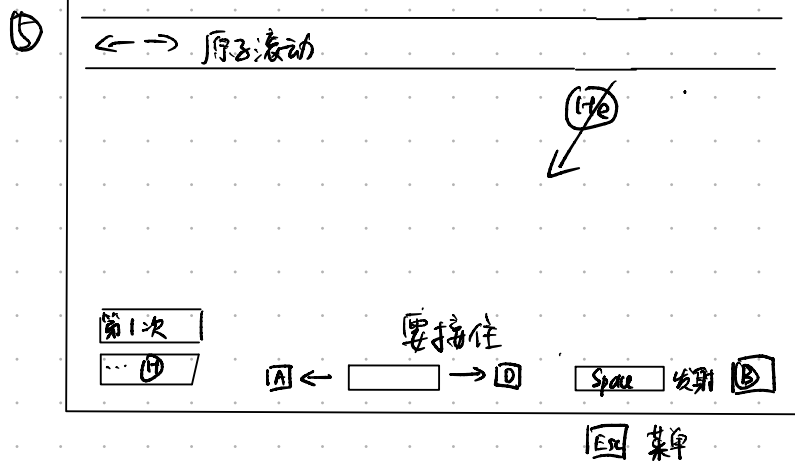 ⑤
← → 原子滚动
He
第1次
… H
要接住
A ← → D
Space 发射 B
Esc 菜单